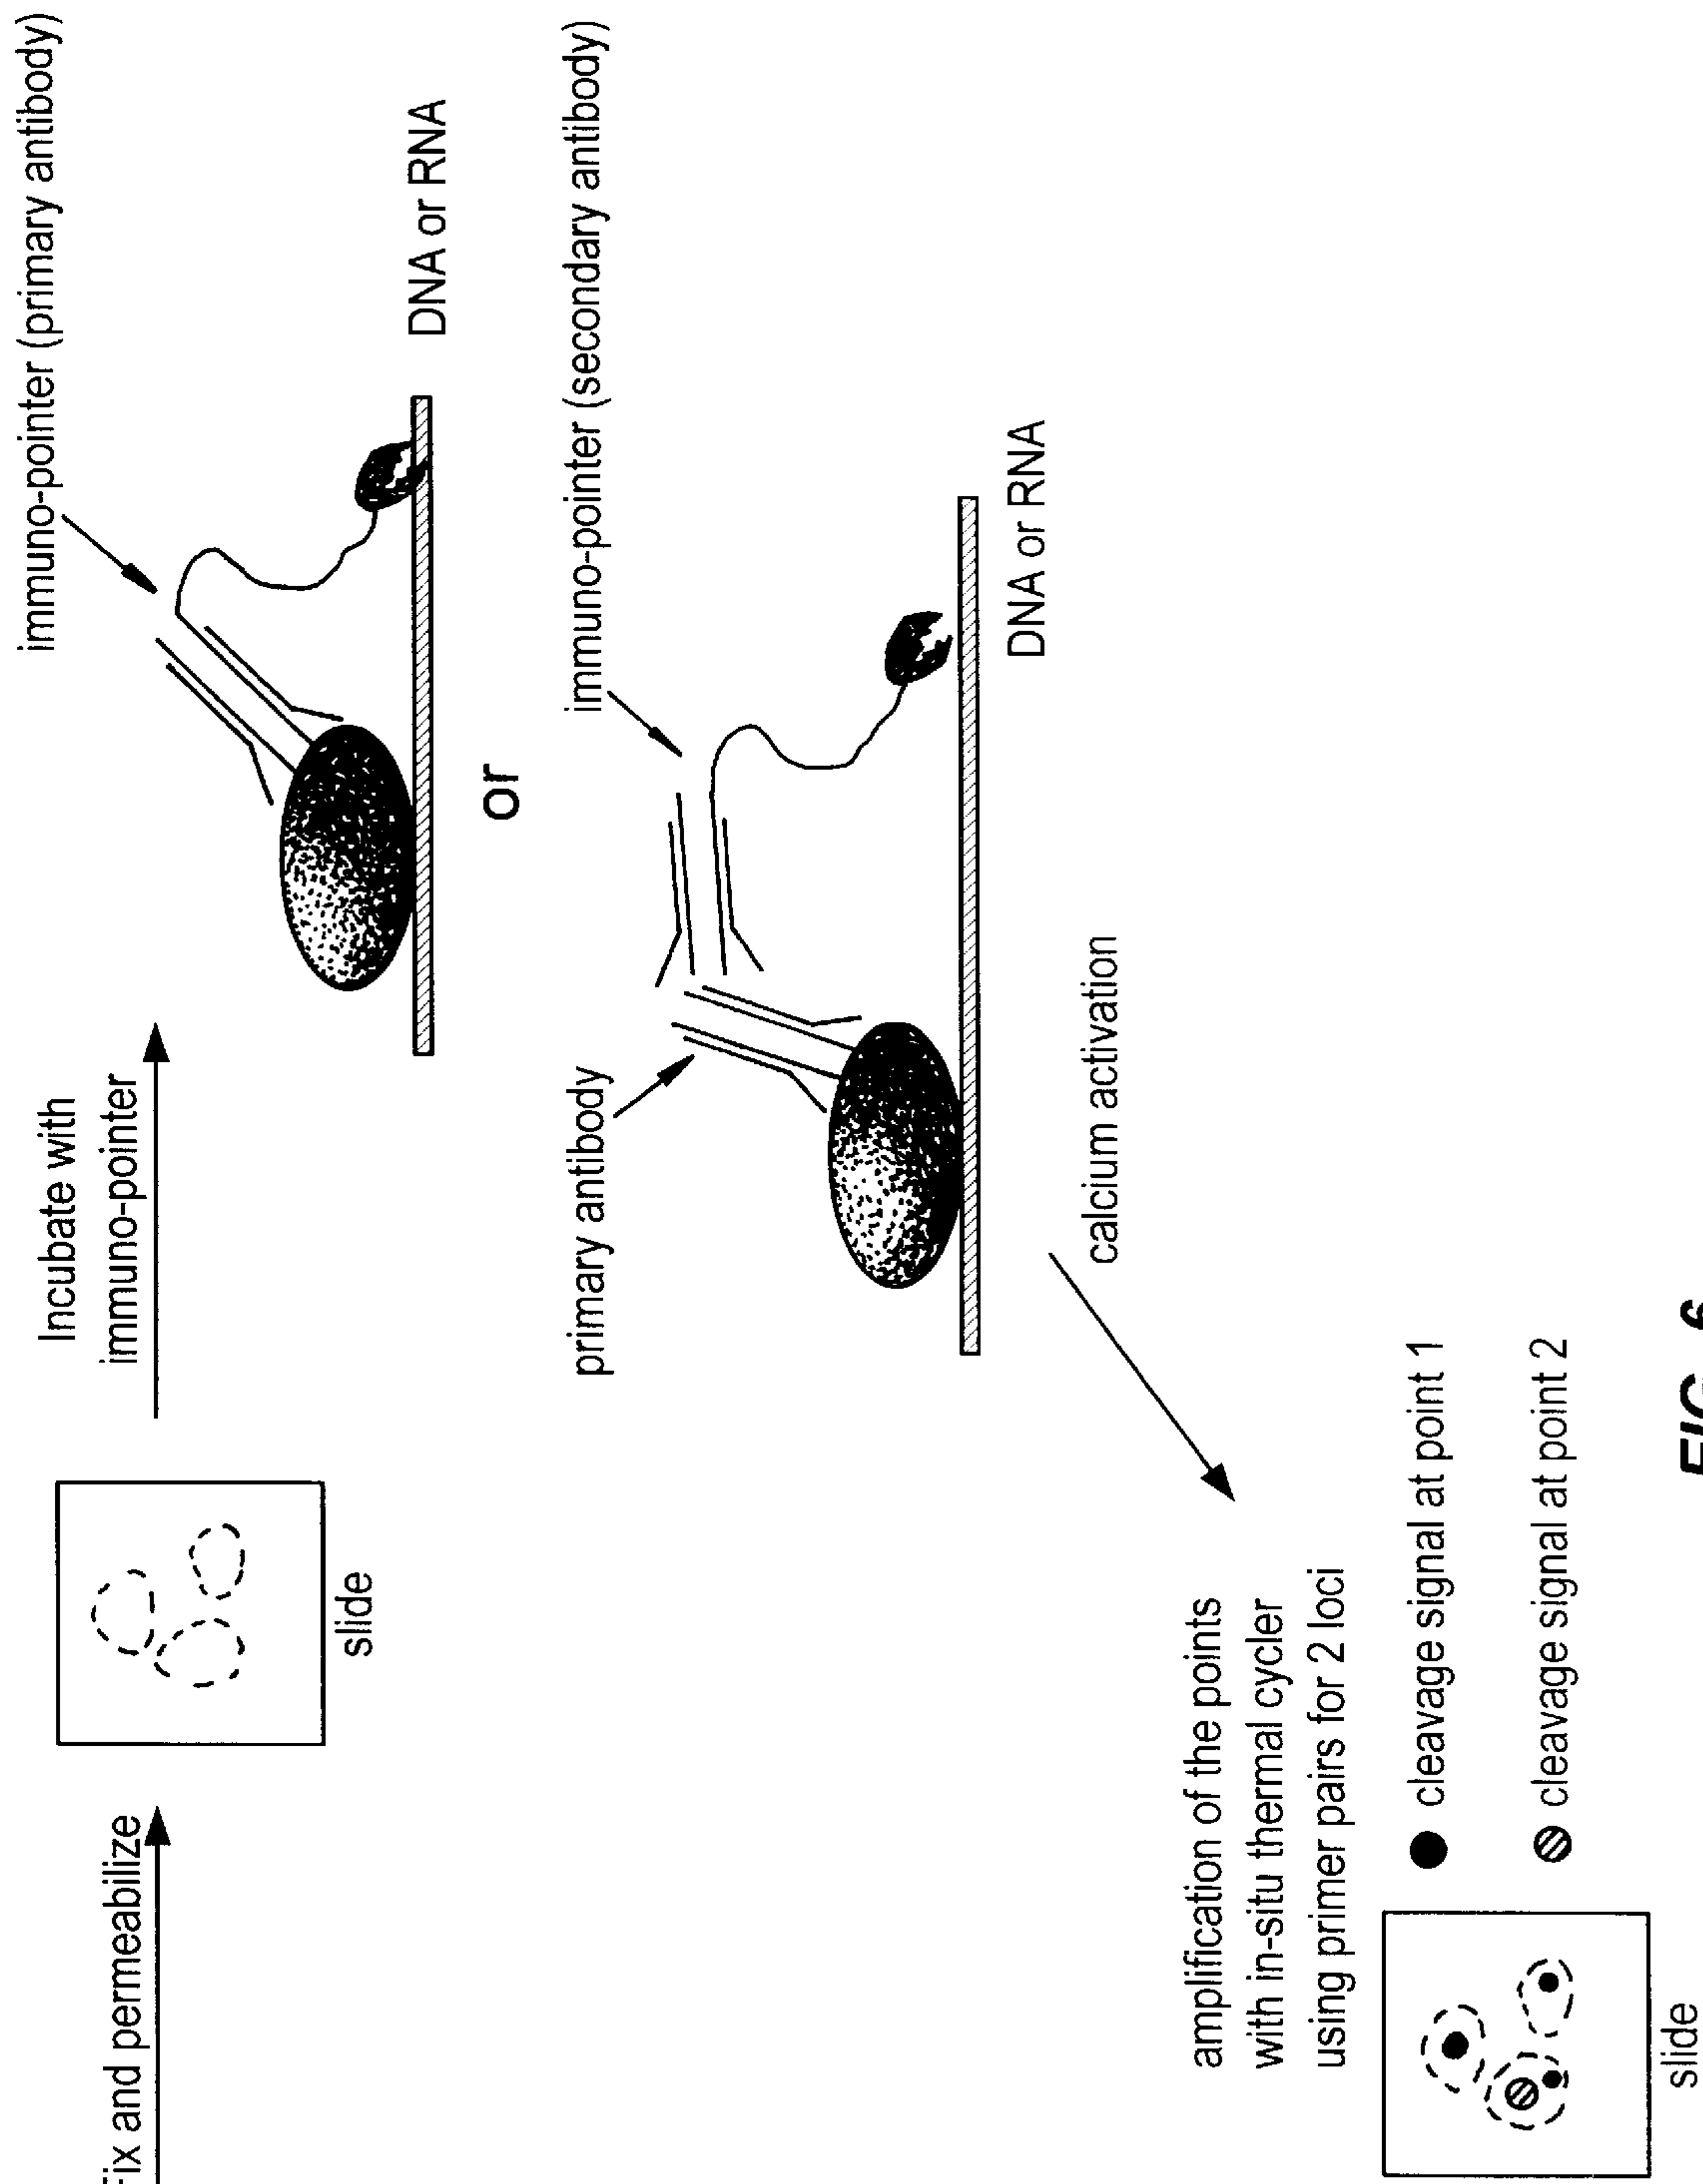 Fix and permeabilize
slide
Incubate with
immuno-pointer
immuno-pointer (primary antibody)
DNA or RNA
or
primary antibody
immuno-pointer (secondary antibody)
DNA or RNA
calcium activation
amplification of the points
with in-situ thermal cycler
using primer pairs for 2 loci
cleavage signal at point 1
cleavage signal at point 2
slide
FIG. 6